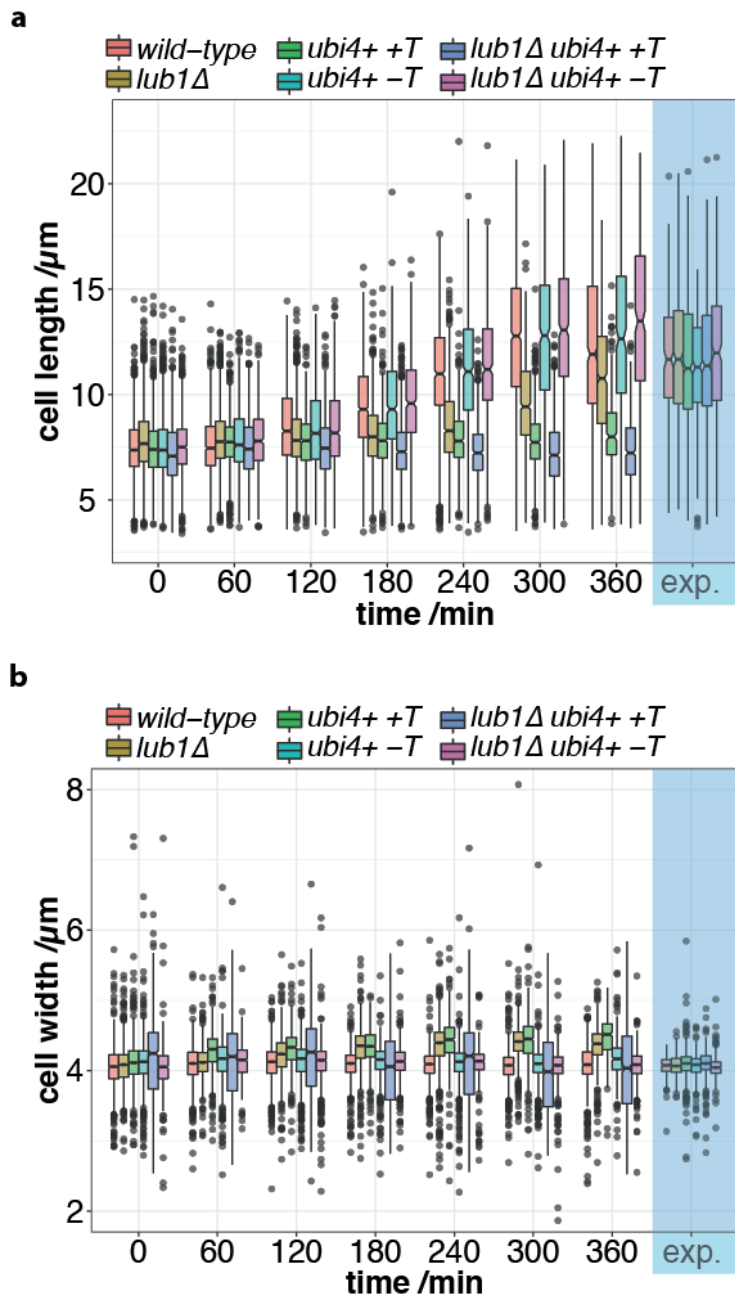 a
wild−type ubi4+ +T lub1Δ ubi4+ +T
lub1Δ ubi4+ −T lub1Δ ubi4+ −T
cell length /μm
20
15
10
5
0 60 120 180 240 300 360 exp.
time /min
b
wild−type ubi4+ +T lub1Δ ubi4+ +T
lub1Δ ubi4+ −T lub1Δ ubi4+ −T
cell width /μm
8
6
4
2
0 60 120 180 240 300 360 exp.
time /min